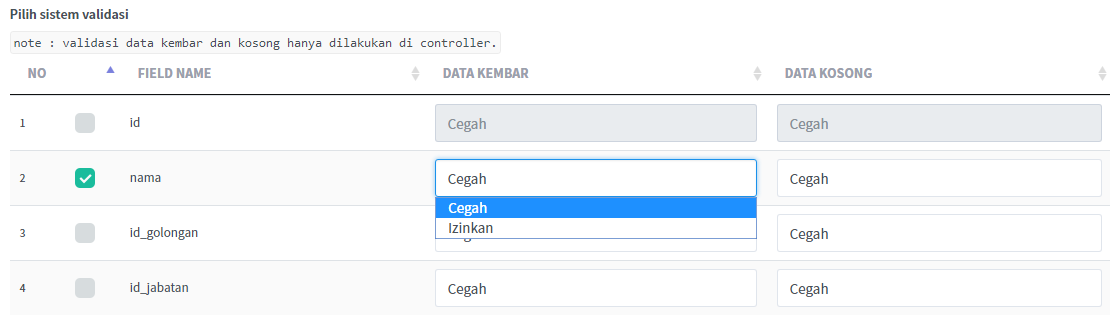 Pilih sistem validasi
note : validasi data kembar dan kosong hanya dilakukan di controller.
NO FIELD NAME DATA KEMBAR DATA KOSONG
1 id Cegah Cegah
2 nama Cegah Cegah
Cegah
Izinkan
3 id_golongan Cegah
4 id_jabatan Cegah Cegah